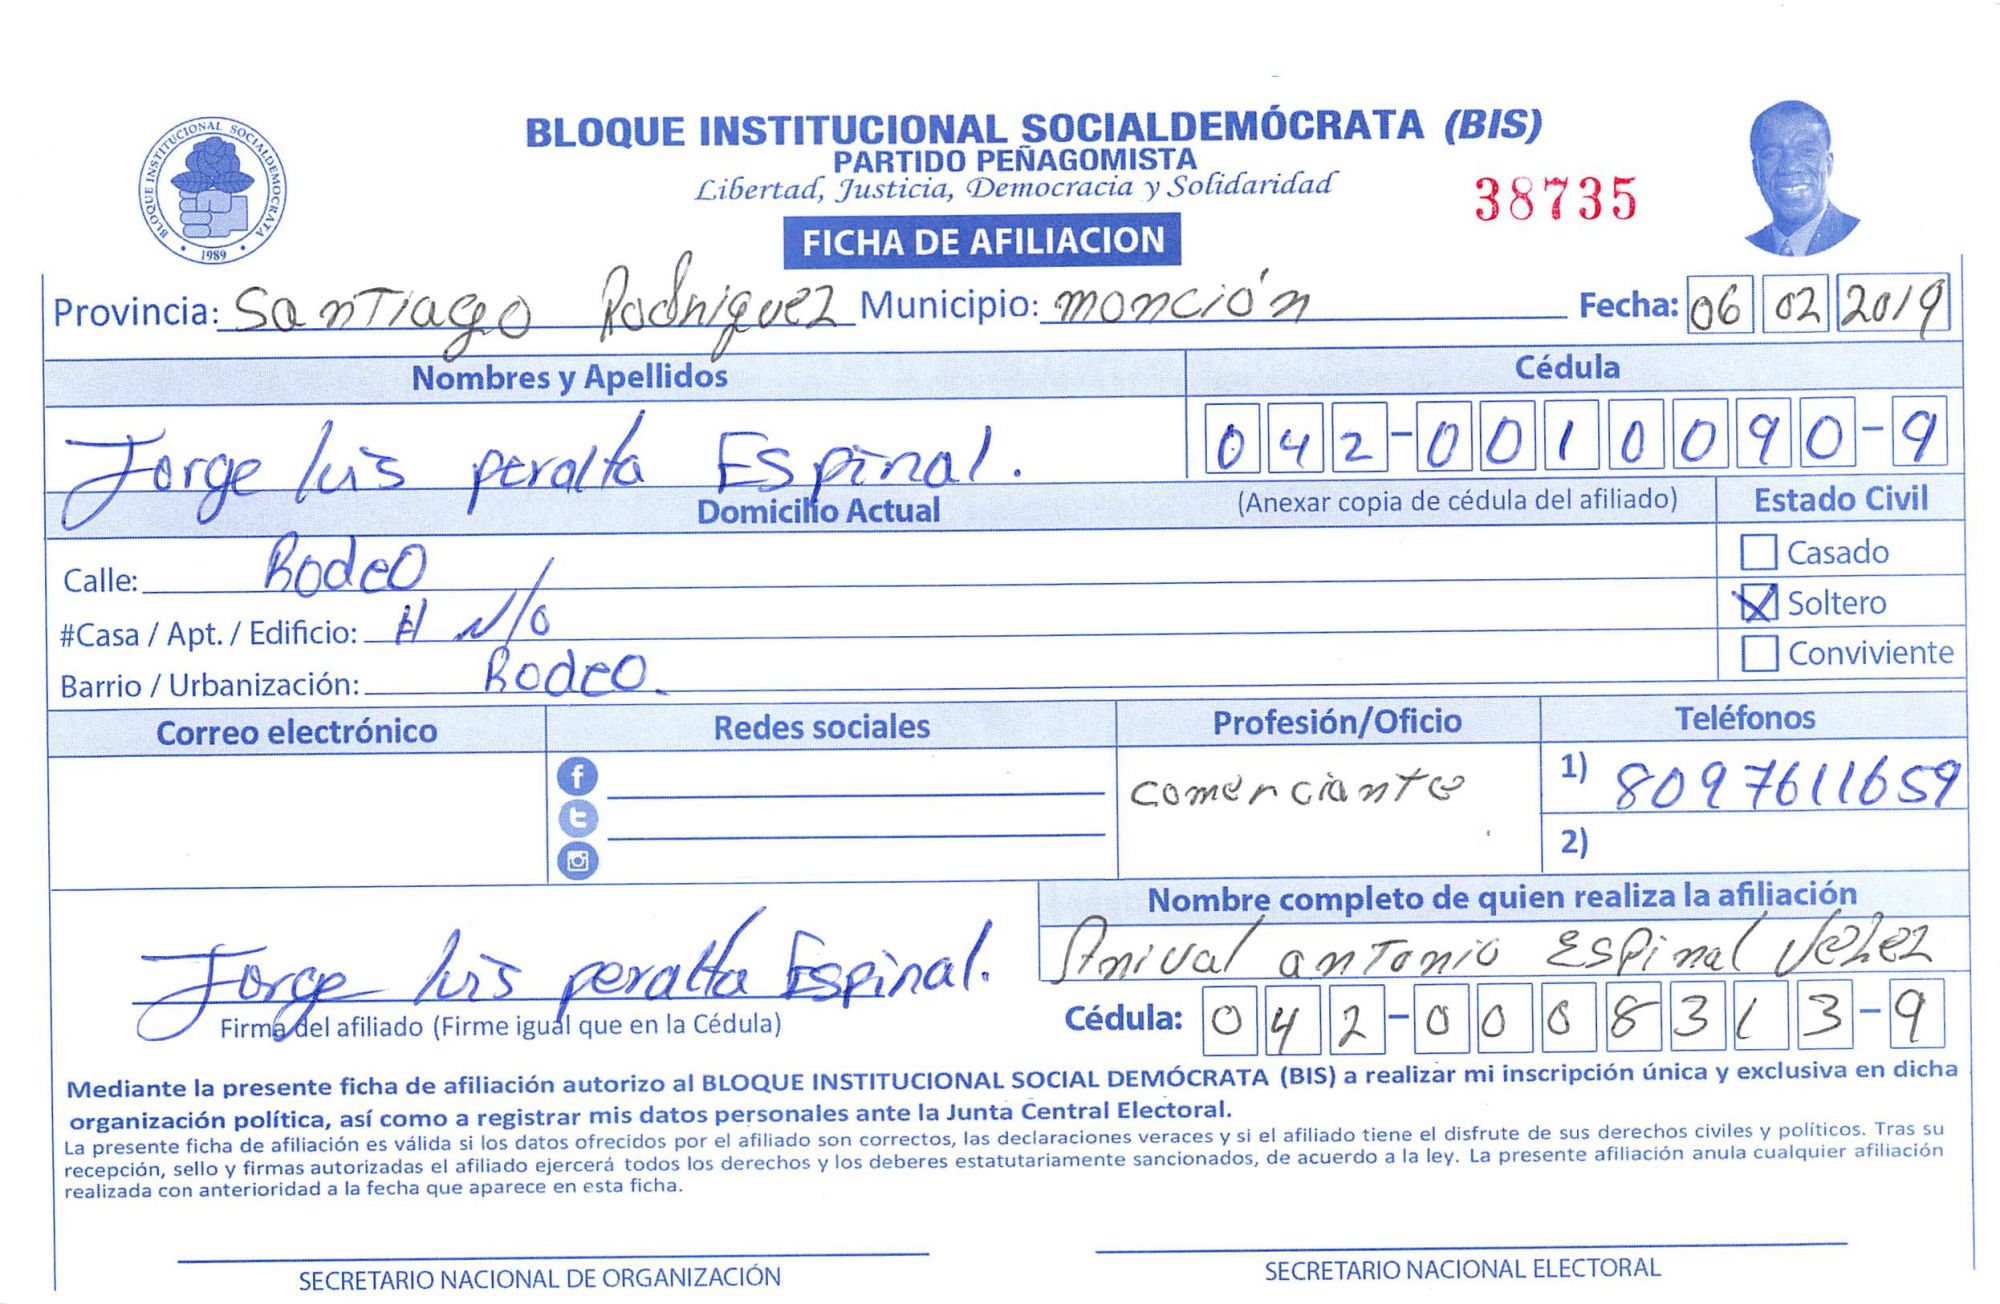 BLOQUE INSTITUCIONAL SOCIALDEMOCRATA
1989
BLOQUE INSTITUCIONAL SOCIALDEMÓCRATA (BIS)
PARTIDO PEÑAGOMISTA
Libertad, Justicia, Democracia y Solidaridad
38735
FICHA DE AFILIACION
Provincia: Santiago Rodriguez Municipio: monción Fecha: 06 02 2019
Nombres y Apellidos Cédula
Jorge luis peralta Espinal. 042-0010090-9
Domicilio Actual (Anexar copia de cédula del afiliado) Estado Civil
Calle: Rodeo Casado
#Casa / Apt. / Edificio: # N/0 Soltero
Barrio / Urbanización: Rodeo. Conviviente
Correo electrónico Redes sociales Profesión/Oficio Teléfonos
comerciante 1) 8097611659
2)
Nombre completo de quien realiza la afiliación
Jorge luis peralta Espinal. Anival antonio Espinal Velez
Firma del afiliado (Firme igual que en la Cédula) Cédula: 042-0008313-9
Mediante la presente ficha de afiliación autorizo al BLOQUE INSTITUCIONAL SOCIAL DEMÓCRATA (BIS) a realizar mi inscripción única y exclusiva en dicha
organización política, así como a registrar mis datos personales ante la Junta Central Electoral.
La presente ficha de afiliación es válida si los datos ofrecidos por el afiliado son correctos, las declaraciones veraces y si el afiliado tiene el disfrute de sus derechos civiles y políticos. Tras su
recepción, sello y firmas autorizadas el afiliado ejercerá todos los derechos y los deberes estatutariamente sancionados, de acuerdo a la ley. La presente afiliación anula cualquier afiliación
realizada con anterioridad a la fecha que aparece en esta ficha.
SECRETARIO NACIONAL DE ORGANIZACIÓN SECRETARIO NACIONAL ELECTORAL